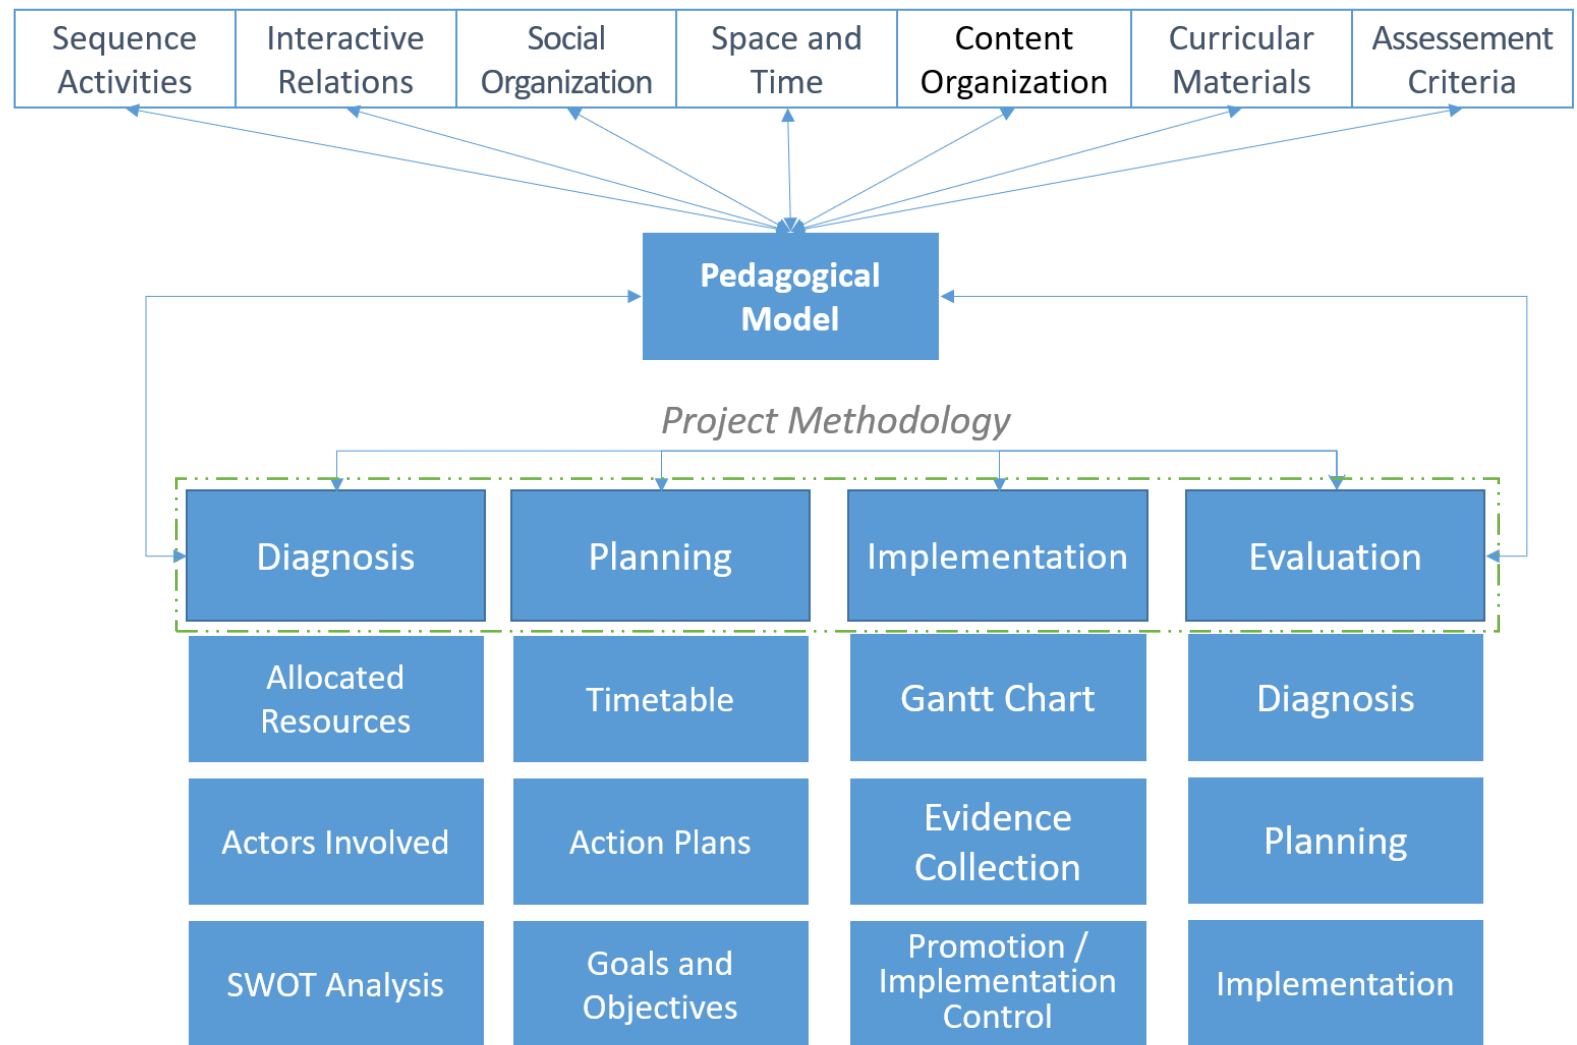 Sequence
Activities
Interactive
Relations
Social
Organization
Space and
Time
Content
Organization
Curricular
Materials
Assessement
Criteria
Pedagogical
Model
Project Methodology
Diagnosis
Planning
Implementation
Evaluation
Allocated
Resources
Timetable
Gantt Chart
Diagnosis
Actors Involved
Action Plans
Evidence
Collection
Planning
SWOT Analysis
Goals and
Objectives
Promotion /
Implementation
Control
Implementation